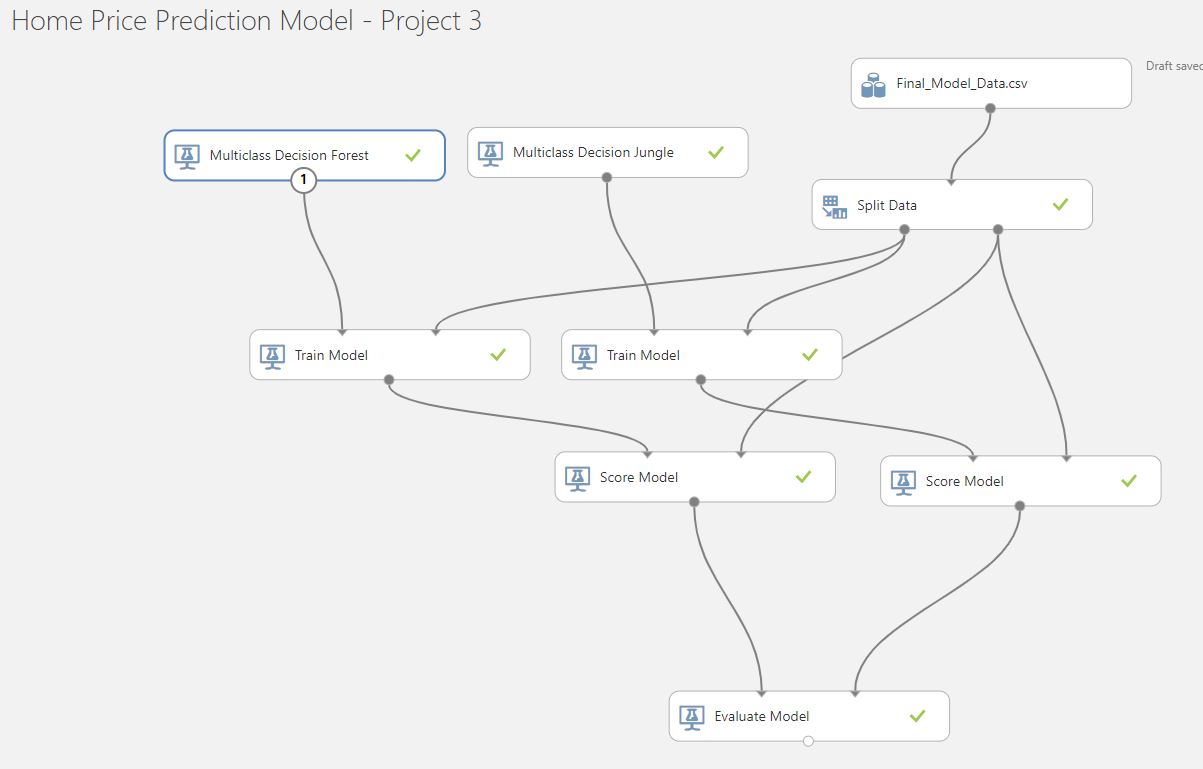 Home Price Prediction Model - Project 3
Draft saved
Final_Model_Data.csv
Multiclass Decision Forest
Multiclass Decision Jungle
1
Split Data
Train Model
Train Model
Score Model
Score Model
Evaluate Model